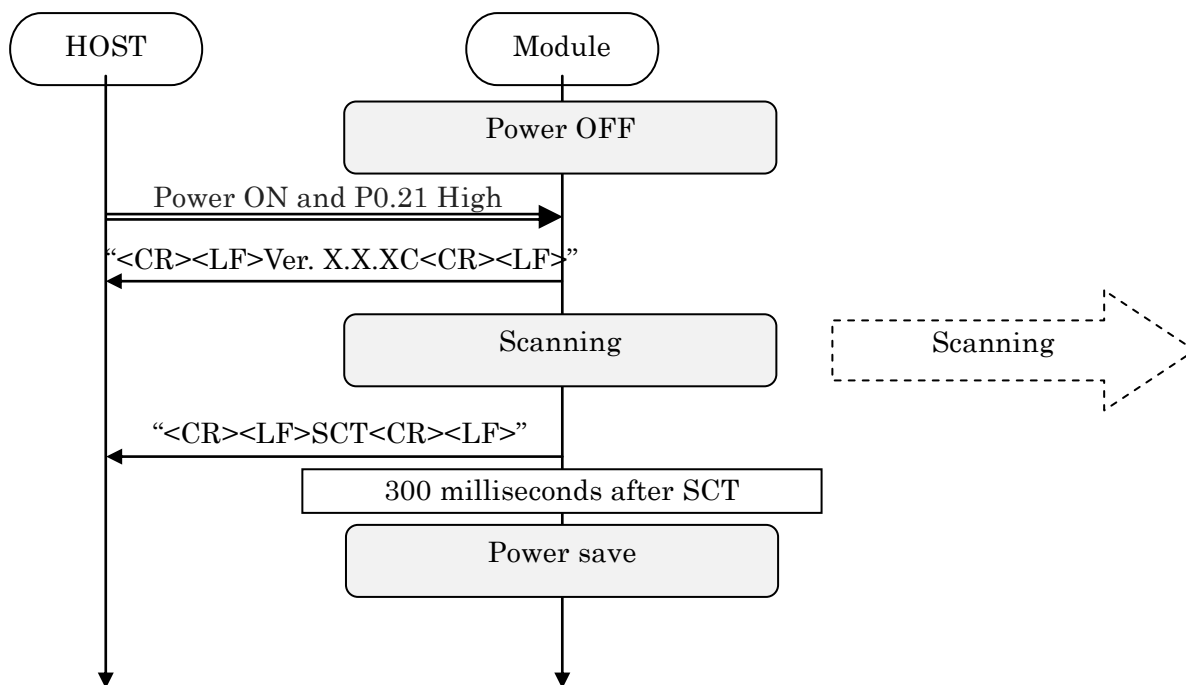 HOST
Module
Power OFF
Power ON and P0.21 High
“<CR><LF>Ver. X.X.XC<CR><LF>”
Scanning
Scanning
“<CR><LF>SCT<CR><LF>”
300 milliseconds after SCT
Power save